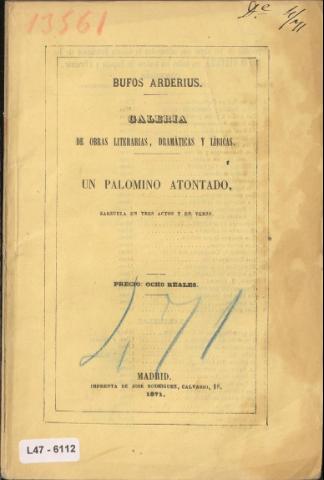 13561
BUFOS ARDERIUS.
GALERIA
DE OBRAS LITERARIAS, DRAMÁTICAS Y LÍRICAS.
UN PALOMINO ATONTADO,
ZARZUELA EN TRES ACTOS Y EN VERSO.
PRECIO: OCHO REALES.
471
MADRID.
IMPRENTA DE JOSÉ RODRIGUEZ, CALVARIO, 18.
1871.
L47 - 6112